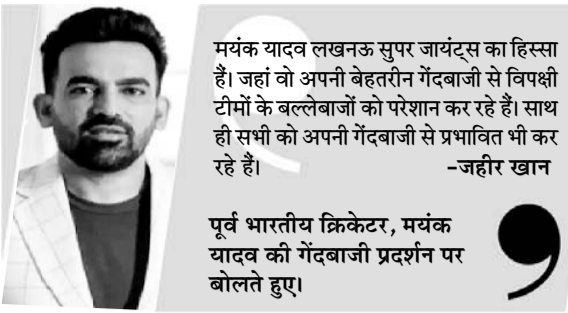 मयंक यादव लखनऊ सुपर जायंट्स का हिस्सा
हैं। जहां वो अपनी बेहतरीन गेंदबाजी से विपक्षी
टीमों के बल्लेबाजों को परेशान कर रहे हैं। साथ
ही सभी को अपनी गेंदबाजी से प्रभावित भी कर
रहे हैं। -जहीर खान
पूर्व भारतीय क्रिकेटर, मयंक
यादव की गेंदबाजी प्रदर्शन पर
बोलते हुए।